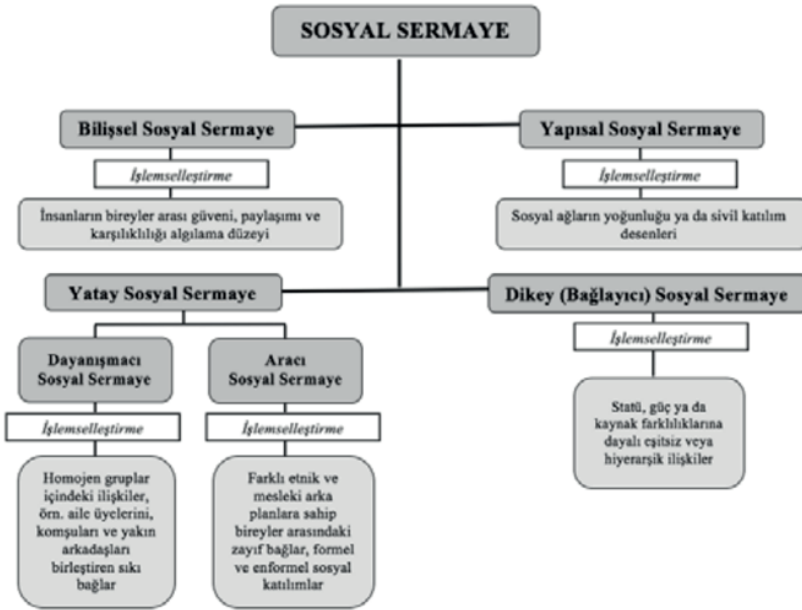 SOSYAL SERMAYE
Bilişsel Sosyal Sermaye
İşlemselleştirme
İnsanların bireyler arası güveni, paylaşımı ve
karşılıklılığı algılama düzeyi
Yapısal Sosyal Sermaye
İşlemselleştirme
Sosyal ağların yoğunluğu ya da sivil katılım
desenleri
Yatay Sosyal Sermaye
Dayanışmacı
Sosyal Sermaye
İşlemselleştirme
Homojen gruplar
içindeki ilişkiler,
örn. aile üyelerini,
komşuları ve yakın
arkadaşları
birleştiren sıkı
bağlar
Aracı
Sosyal Sermaye
İşlemselleştirme
Farklı etnik ve
mesleki arka
planlara sahip
bireyler arasındaki
zayıf bağlar, formel
ve enformel sosyal
katılımlar
Dikey (Bağlayıcı) Sosyal Sermaye
İşlemselleştirme
Statü, güç ya da
kaynak farklılıklarına
dayalı eşitsiz veya
hiyerarşik ilişkiler